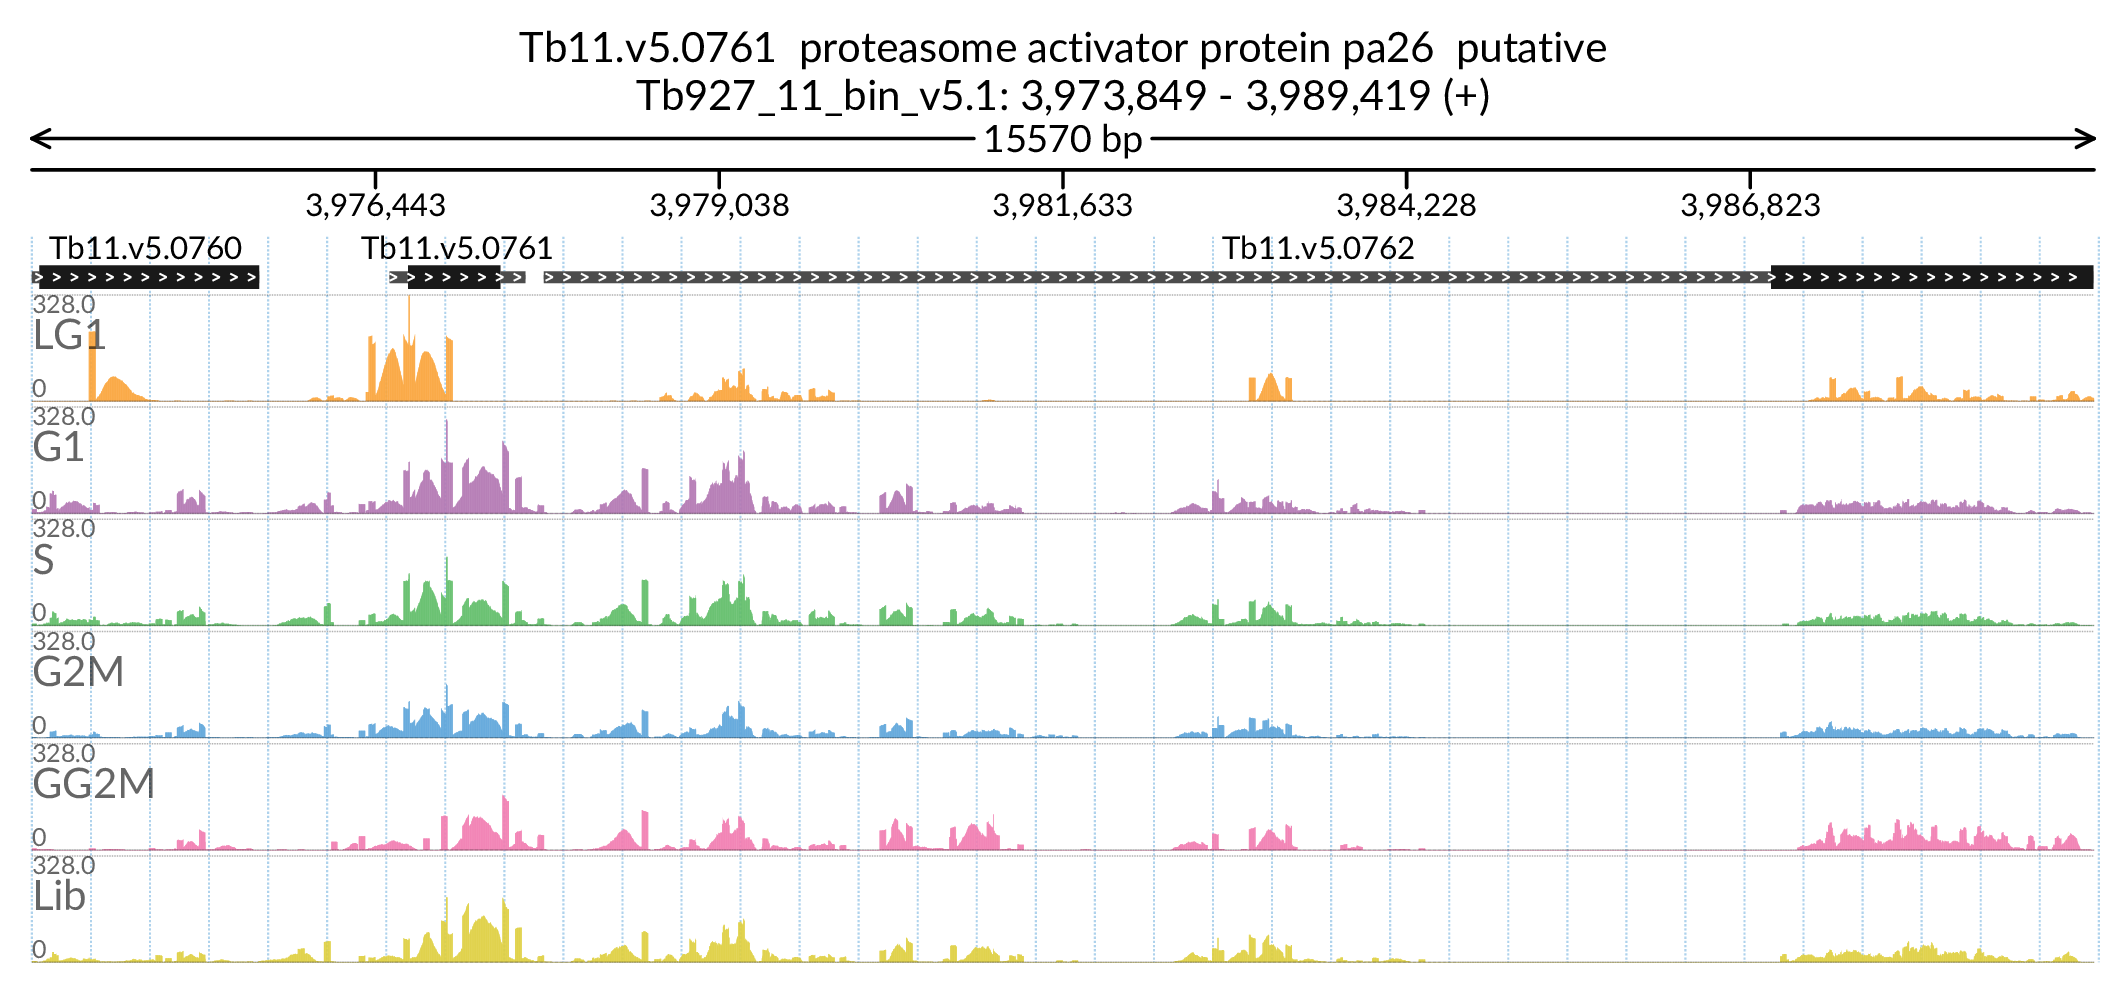 Tb11.v5.0761 proteasome activator protein pa26 putative
Tb927_11_bin_v5.1: 3,973,849 - 3,989,419 (+)
15570 bp
3,976,443 3,979,038 3,981,633 3,984,228 3,986,823
Tb11.v5.0760 Tb11.v5.0761 Tb11.v5.0762
328.0
LG1
0
328.0
G1
0
328.0
S
0
328.0
G2M
0
328.0
GG2M
0
328.0
Lib
0